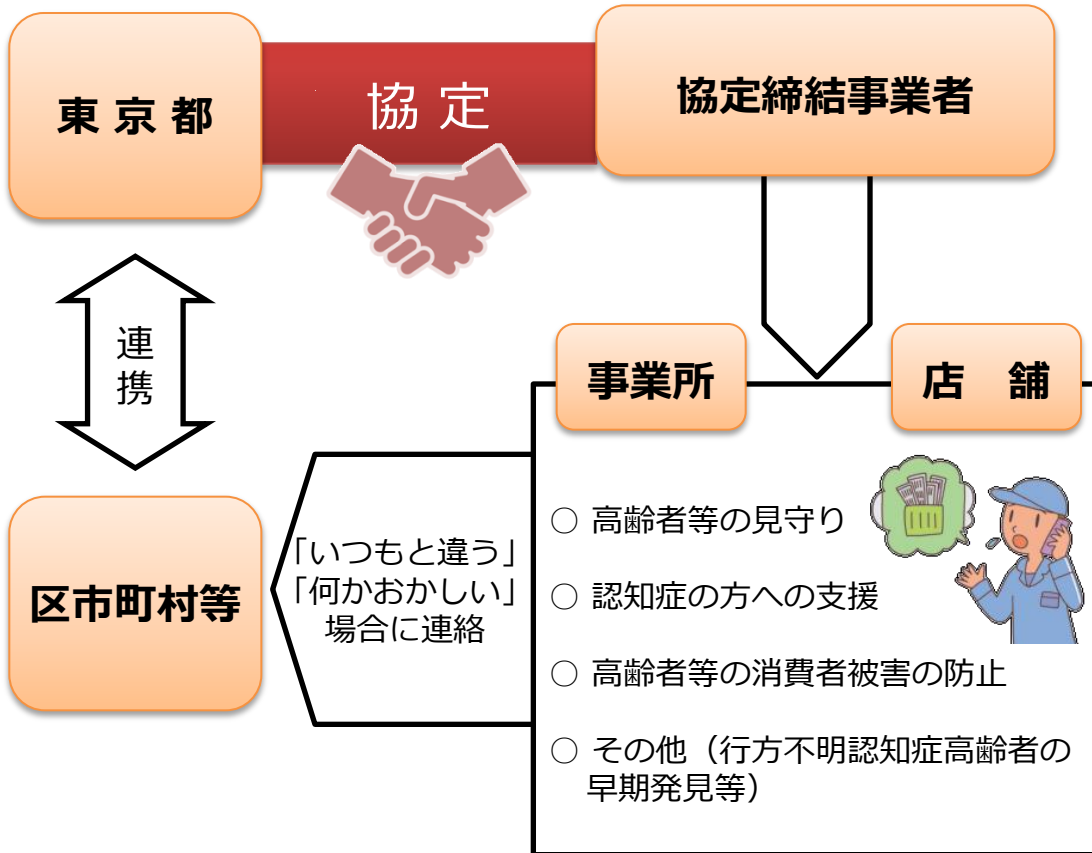 東 京 都
協 定
協定締結事業者
連
携
事業所
店　舗
区市町村等
「いつもと違う」
「何かおかしい」
場合に連絡
○ 高齢者等の見守り
○ 認知症の方への支援
○ 高齢者等の消費者被害の防止
○ その他（行方不明認知症高齢者の
早期発見等）